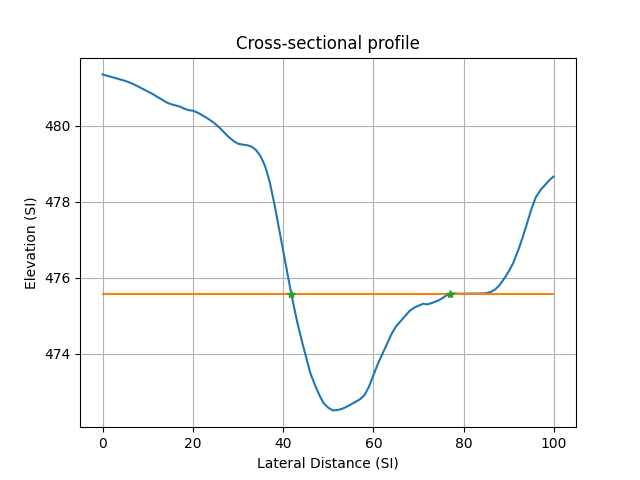 Cross-sectional profile
Elevation (SI)
480
478
476
474
0 20 40 60 80 100
Lateral Distance (SI)